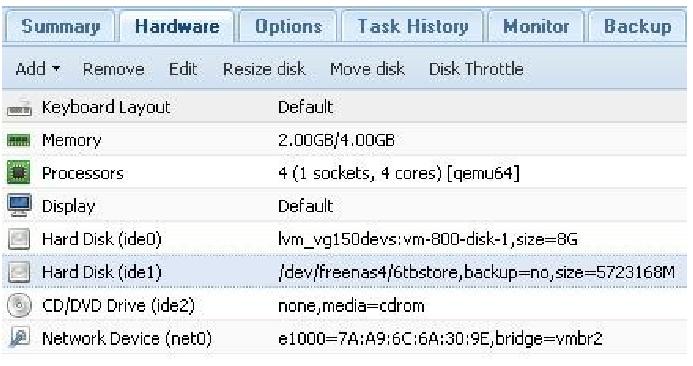 Summary Hardware Options Task History Monitor Backup
Add Remove Edit Resize disk Move disk Disk Throttle
Keyboard Layout Default
Memory 2.00GB/4.00GB
Processors 4 (1 sockets, 4 cores) [qemu64]
Display Default
Hard Disk (ide0) lvm_vg150devs:vm-800-disk-1,size=8G
Hard Disk (ide1) /dev/freenas4/6tbstore,backup=no,size=5723168M
CD/DVD Drive (ide2) none,media=cdrom
Network Device (net0) e1000=7A:A9:6C:6A:30:9E,bridge=vmbr2